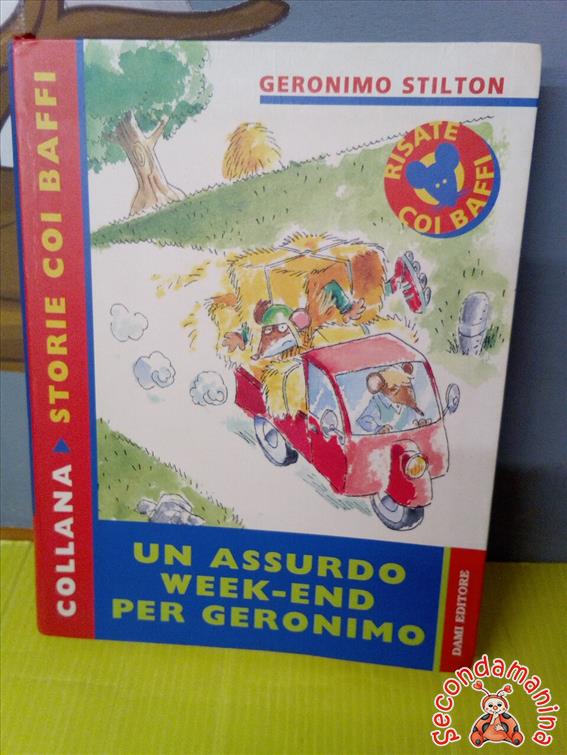 GERONIMO STILTON
RISATE
COI BAFFI
COLLANA ▶ STORIE COI BAFFI
UN ASSURDO
WEEK-END
PER GERONIMO
DAMI EDITORE
Secondamanina